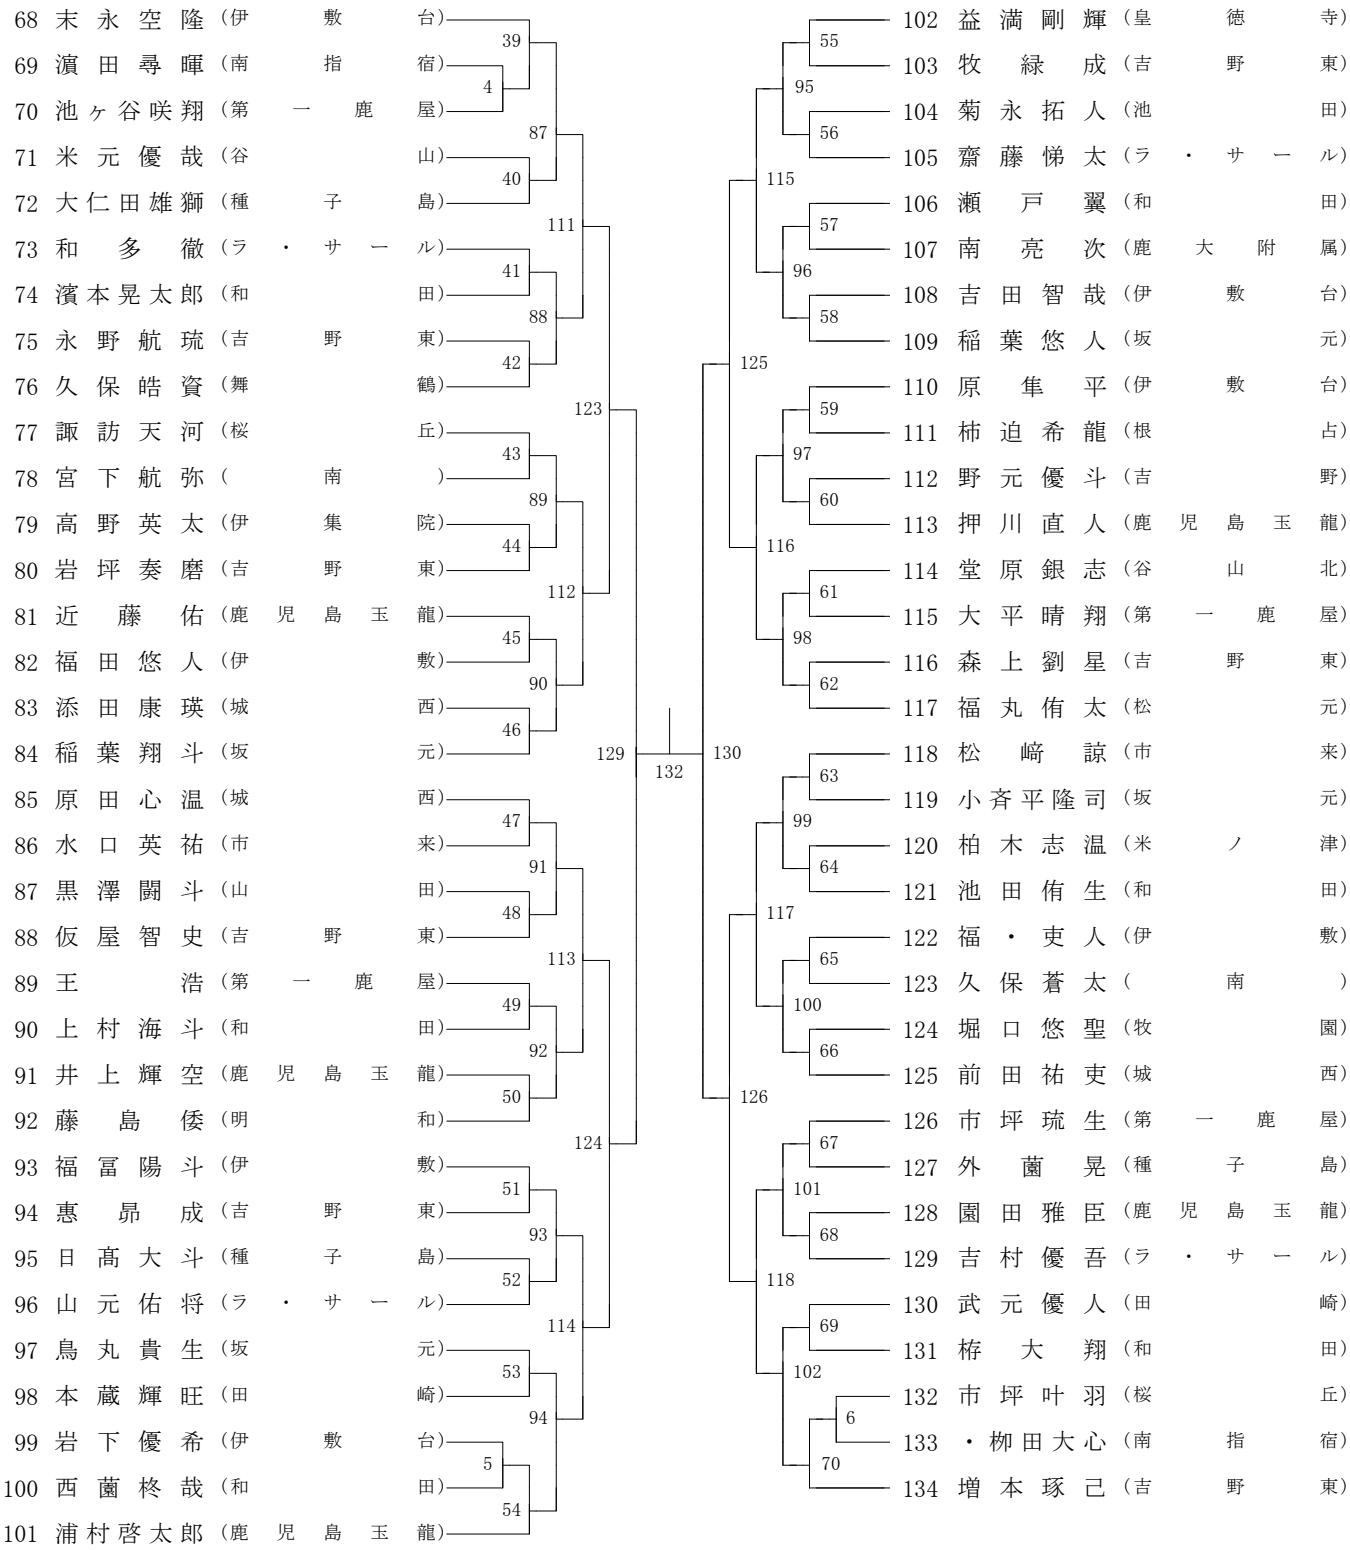 68 末永空隆 (伊敷台)
69 濵田尋暉 (南指宿)
70 池ヶ谷咲翔 (第一鹿屋)
71 米元優哉 (谷山)
72 大仁田雄獅 (種子島)
73 和多徹 (ラ・サール)
74 濱本晃太郎 (和田)
75 永野航琉 (吉野東)
76 久保皓資 (舞鶴)
77 諏訪天河 (桜丘)
78 宮下航弥 (南)
79 高野英太 (伊集院)
80 岩坪奏磨 (吉野東)
81 近藤佑 (鹿児島玉龍)
82 福田悠人 (伊敷)
83 添田康瑛 (城西)
84 稲葉翔斗 (坂元)
85 原田心温 (城西)
86 水口英祐 (市来)
87 黒澤闘斗 (山田)
88 仮屋智史 (吉野東)
89 王浩 (第一鹿屋)
90 上村海斗 (和田)
91 井上輝空 (鹿児島玉龍)
92 藤島倭 (明和)
93 福冨陽斗 (伊敷)
94 惠昴成 (吉野東)
95 日髙大斗 (種子島)
96 山元佑将 (ラ・サール)
97 鳥丸貴生 (坂元)
98 本蔵輝旺 (田崎)
99 岩下優希 (伊敷台)
100 西薗柊哉 (和田)
101 浦村啓太郎 (鹿児島玉龍)
39
4
87
40
111
41
88
42
123
43
89
44
112
45
90
46
129
47
91
48
113
49
92
50
124
51
93
52
114
53
94
5
54
132
102 益満剛輝 (皇徳寺)
103 牧緑成 (吉野東)
104 菊永拓人 (池田)
105 齋藤悌太 (ラ・サール)
106 瀬戸翼 (和田)
107 南亮次 (鹿大附属)
108 吉田智哉 (伊敷台)
109 稲葉悠人 (坂元)
110 原隼平 (伊敷台)
111 柿迫希龍 (根占)
112 野元優斗 (吉野)
113 押川直人 (鹿児島玉龍)
114 堂原銀志 (谷山北)
115 大平晴翔 (第一鹿屋)
116 森上劉星 (吉野東)
117 福丸侑太 (松元)
118 松﨑諒 (市来)
119 小斉平隆司 (坂元)
120 柏木志温 (米ノ津)
121 池田侑生 (和田)
122 福・吏人 (伊敷)
123 久保蒼太 (南)
124 堀口悠聖 (牧園)
125 前田祐吏 (城西)
126 市坪琉生 (第一鹿屋)
127 外薗晃 (種子島)
128 園田雅臣 (鹿児島玉龍)
129 吉村優吾 (ラ・サール)
130 武元優人 (田崎)
131 栫大翔 (和田)
132 市坪叶羽 (桜丘)
133 ・栁田大心 (南指宿)
134 増本琢己 (吉野東)
55
95
56
115
57
96
58
125
59
97
60
116
61
98
62
130
63
99
64
117
65
100
66
126
67
101
68
118
69
102
6
70